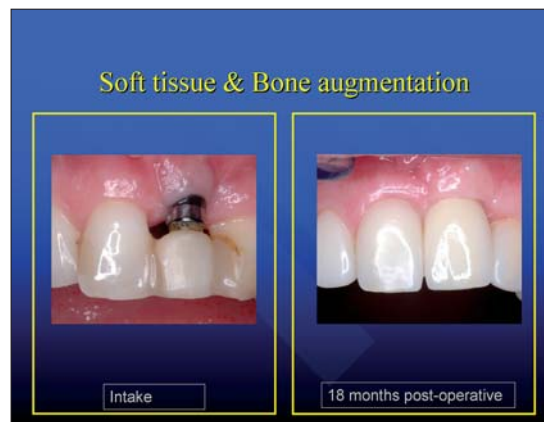 Soft tissue & Bone augmentation
Intake
18 months post-operative